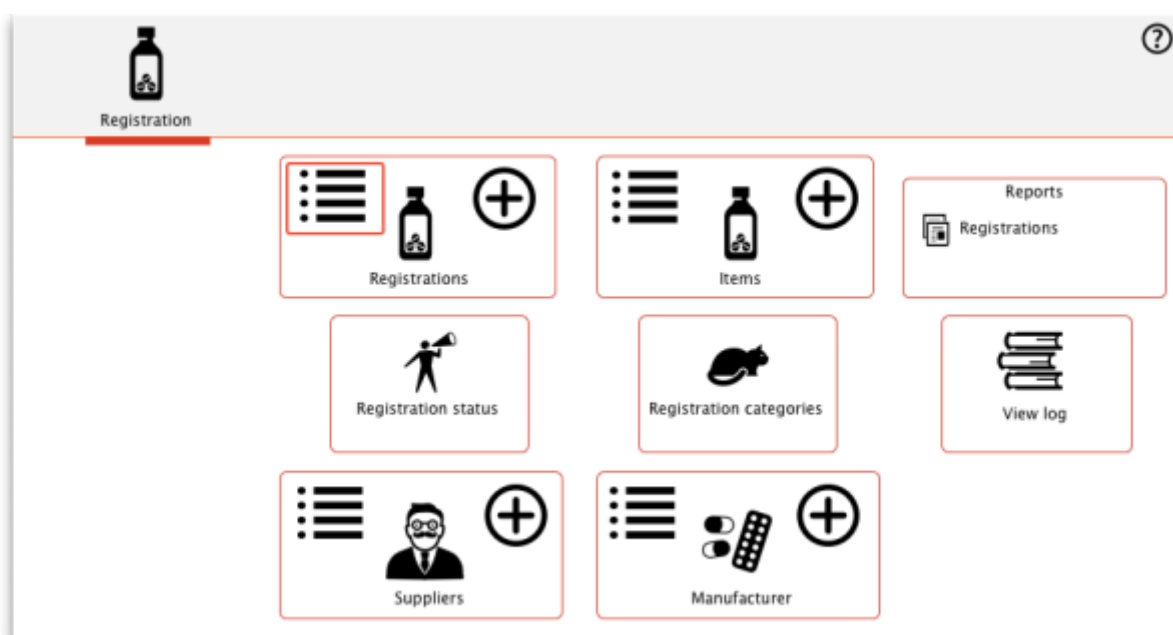 Registration
Registrations
Items
Reports
Registrations
Registration status
Registration categories
View log
Suppliers
Manufacturer